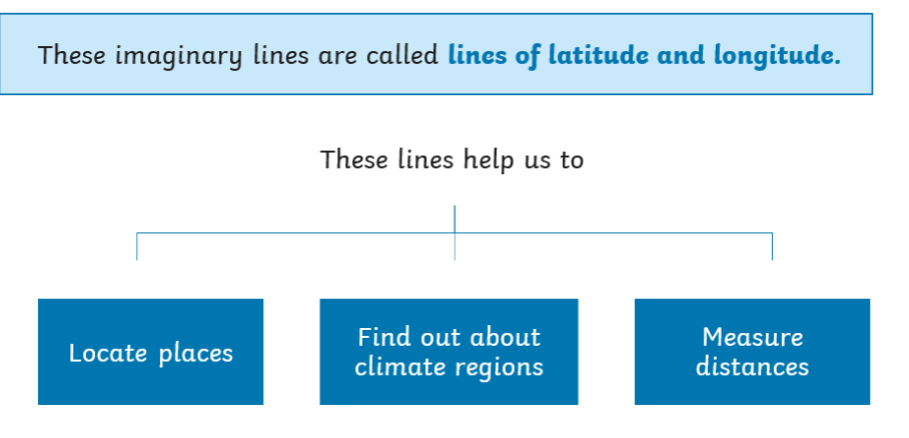 These imaginary lines are called lines of latitude and longitude.
These lines help us to
Locate places
Find out about
climate regions
Measure
distances